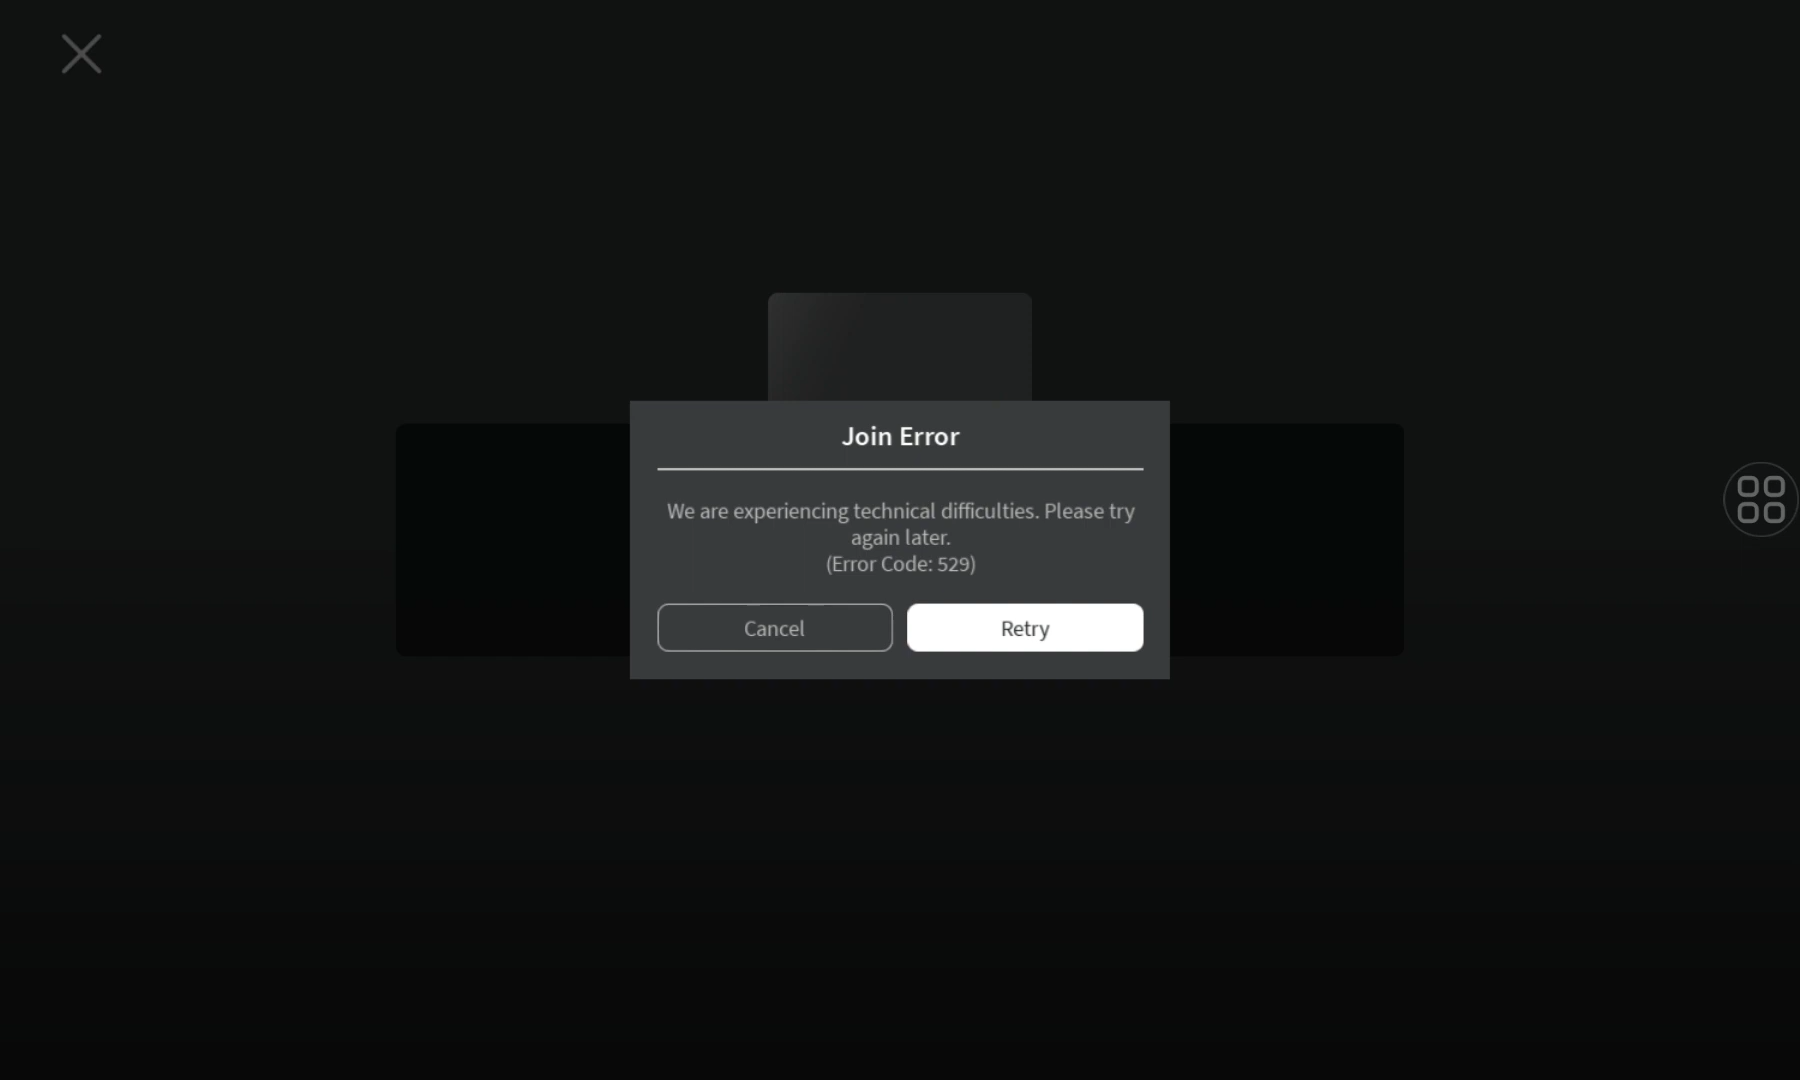 Join Error
We are experiencing technical difficulties. Please try
again later.
(Error Code: 529)
Cancel
Retry